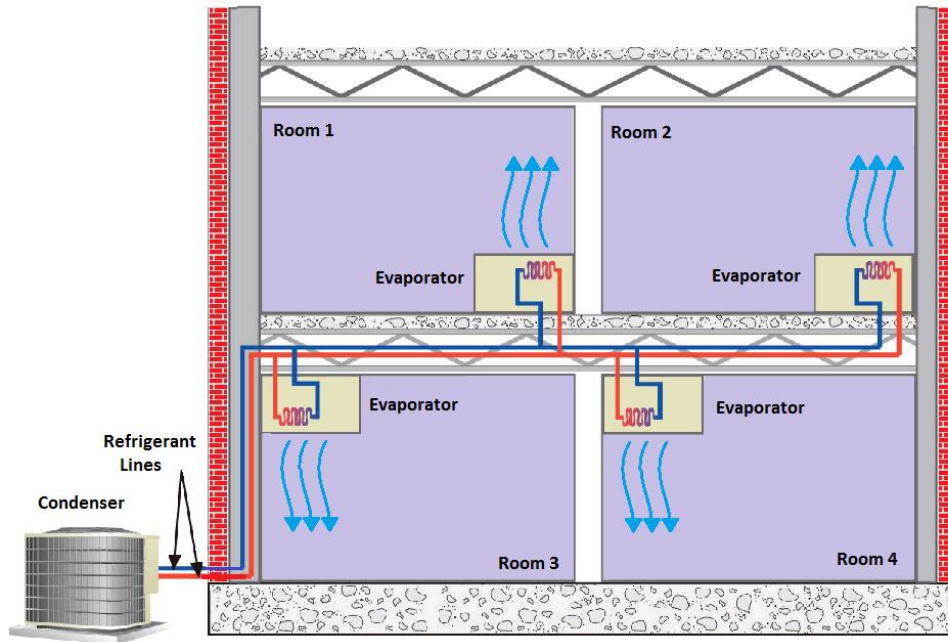 Room 1
Room 2
Evaporator
Evaporator
Evaporator
Evaporator
Refrigerant
Lines
Condenser
Room 3
Room 4